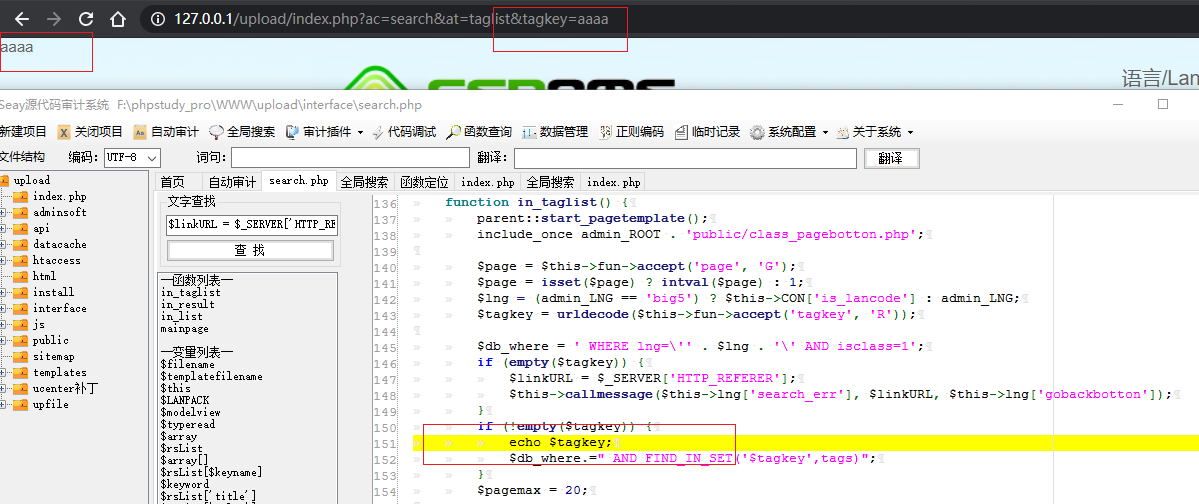 127.0.0.1/upload/index.php?ac=search&at=taglist&tagkey=aaaa
aaaa
语言/Lan
Seay源代码审计系统 F:\phpstudy_pro\WWW\upload\interface\search.php
新建项目 关闭项目 自动审计 全局搜索 审计插件 代码调试 函数查询 数据管理 正则编码 临时记录 系统配置 关于系统
文件结构 编码: UTF-8 词句: 翻译: 翻译
首页 自动审计 search.php 全局搜索 函数定位 index.php 全局搜索 index.php
upload
index.php
adminsoft
api
datacache
htaccess
html
install
interface
js
public
sitemap
templates
ucenter补丁
upfile
文字查找
$linkURL = $_SERVER['HTTP_RE
查 找
—函数列表—
in_taglist
in_result
in_list
mainpage
—变量列表—
$filename
$templatefilename
$this
$LANPACK
$modelview
$typeread
$array
$rsList
$array[]
$rsList[$keyname]
$keyword
$rsList['title']
136 function in_taglist() {
137 parent::start_pagetemplate();
138 include_once admin_ROOT . 'public/class_pagebotton.php';
139
140 $page = $this->fun->accept('page', 'G');
141 $page = isset($page) ? intval($page) : 1;
142 $lng = (admin_LNG == 'big5') ? $this->CON['is_lancode'] : admin_LNG;
143 $tagkey = urldecode($this->fun->accept('tagkey', 'R'));
144
145 $db_where = ' WHERE lng=\'' . $lng . '\' AND isclass=1';
146 if (empty($tagkey)) {
147 $linkURL = $_SERVER['HTTP_REFERER'];
148 $this->callmessage($this->lng['search_err'], $linkURL, $this->lng['gobackbotton']);
149 }
150 if (!empty($tagkey)) {
151 echo $tagkey;
152 $db_where.=" AND FIND_IN_SET('$tagkey',tags)";
153 }
154 $pagemax = 20;